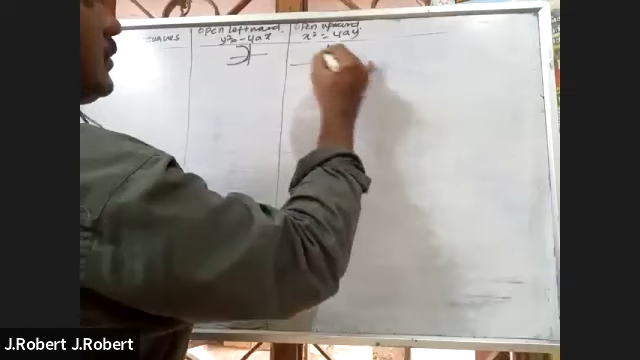 curves
open leftward
y² = -4ax
open upward
x² = 4ay
J.Robert J.Robert